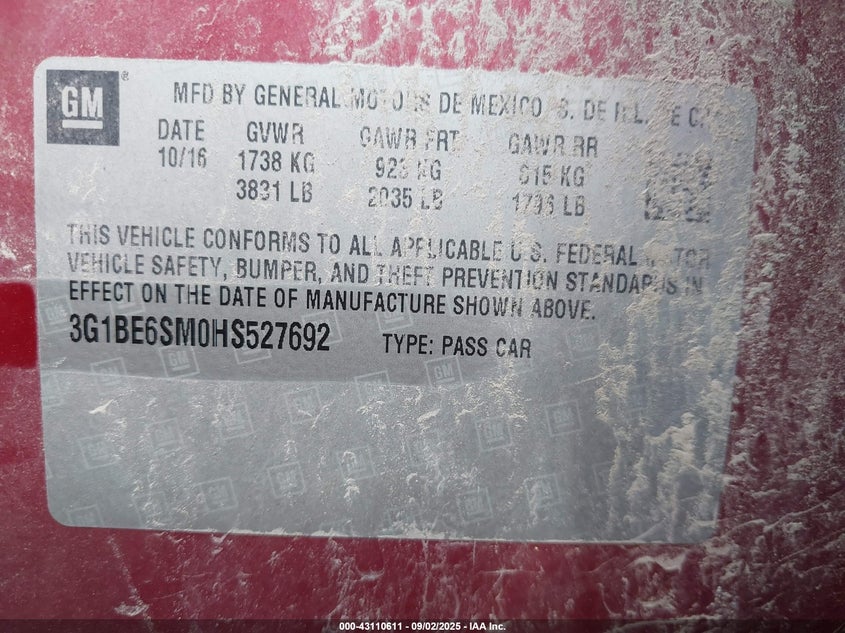 GM ®
MFD BY GENERAL MOTORS DE MEXICO S. DE R.L. DE C.
DATE GVWR GAWR FRT GAWR RR
10/16 1738 KG 923 KG 815 KG
3831 LB 2035 LB LB
THIS VEHICLE CONFORMS TO ALL APPLICABLE U.S. FEDERAL MOTOR
VEHICLE SAFETY, BUMPER, AND THEFT PREVENTION STANDARDS IN
EFFECT ON THE DATE OF MANUFACTURE SHOWN ABOVE.
3G1BE6SM0HS527692 TYPE: PASS CAR
000-43110611 - 09/02/2025 - IAA Inc.